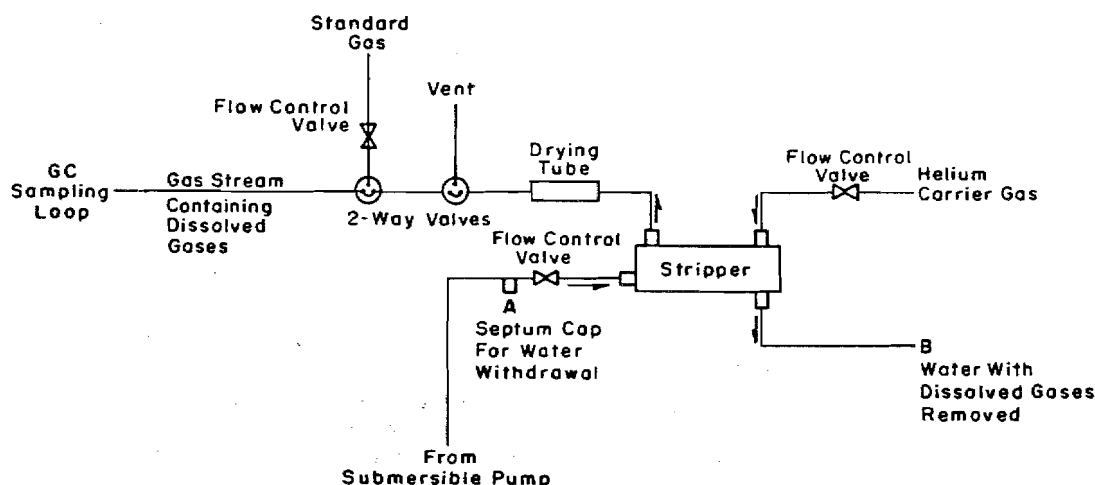 Standard
Gas
Flow Control
Valve
Vent
Drying
Tube
Flow Control
Valve
Helium
Carrier Gas
GC
Sampling
Loop
Gas Stream
Containing
Dissolved
Gases
2-Way Valves
Flow Control
Valve
Stripper
A
Septum Cap
For Water
Withdrawal
B
Water With
Dissolved Gases
Removed
From
Submersible Pump